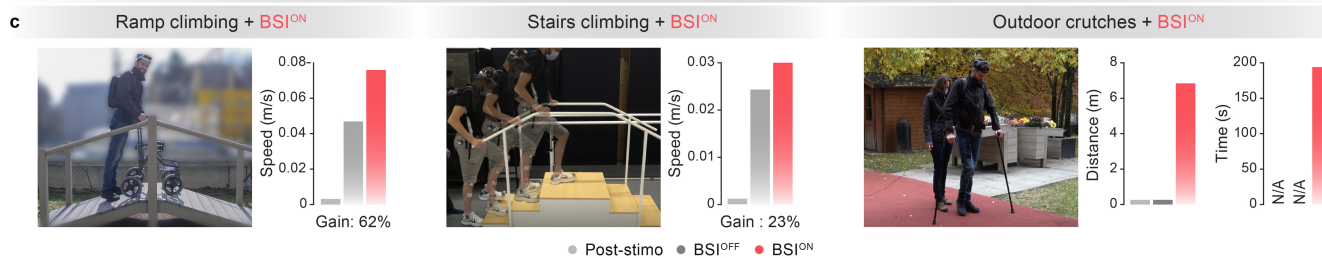 c
Ramp climbing + BSI^ON
Stairs climbing + BSI^ON
Outdoor crutches + BSI^ON
Speed (m/s)
0.08
0.06
0.04
0.02
0
Gain: 62%
Speed (m/s)
0.03
0.02
0.01
0
Gain : 23%
Distance (m)
8
6
4
2
0
Time (s)
200
150
100
50
0
N/A
N/A
Post-stimo
BSI^OFF
BSI^ON